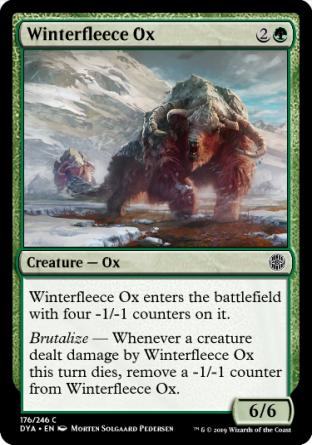 Winterfleece Ox 2
Creature — Ox
Winterfleece Ox enters the battlefield
with four -1/-1 counters on it.
Brutalize — Whenever a creature
dealt damage by Winterfleece Ox
this turn dies, remove a -1/-1 counter
from Winterfleece Ox.
6/6
176/246 C
DYA • EN Morten Solgaard Pedersen
™ & © 2019 Wizards of the Coast